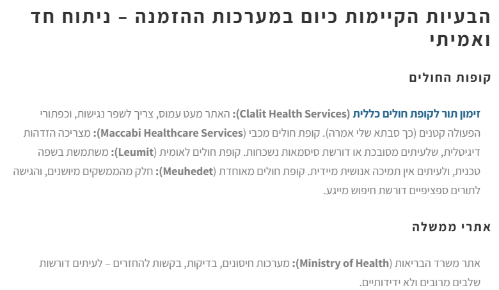 הבעיות הקיימות כיום במערכות ההזמנה – ניתוח חד
ואמיתי
קופות החולים
זימון תור לקופת חולים כללית (Clalit Health Services): האתר מעט עמוס, צריך לשפר נגישות, וכפתורי
הפעולה קטנים (כך סבתא שלי אמרה). קופת חולים מכבי (Maccabi Healthcare Services): מצריכה הזדהות
דיגיטלית, שלעיתים מסובכת או דורשת סיסמאות נשכחות. קופת חולים לאומית (Leumit): משתמשת בשפה
טכנית, ולעיתים אין תמיכה אנושית מיידית. קופת חולים מאוחדת (Meuhedet): חלק מהממשקים מיושנים, והגישה
לתורים ספציפיים דורשת חיפוש מייגע.
אתרי ממשלה
אתר משרד הבריאות (Ministry of Health): מערכות חיסונים, בדיקות, בקשות להחזרים – לעיתים דורשות
שלבים מרובים ולא ידידותיים.